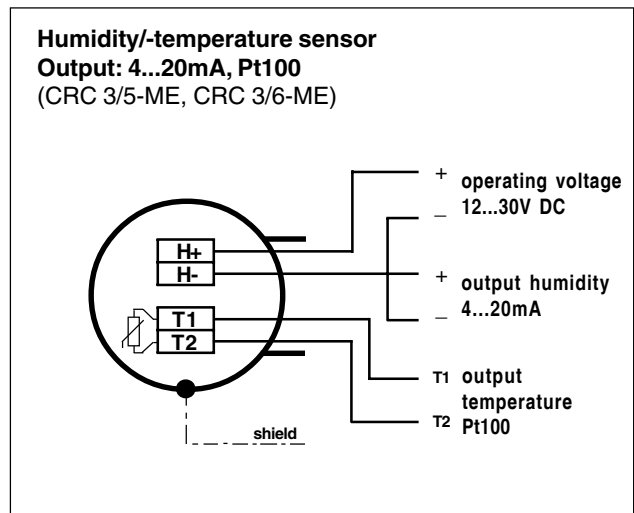 Humidity/-temperature sensor
Output: 4...20mA, Pt100
(CRC 3/5-ME, CRC 3/6-ME)
+ operating voltage
– 12...30V DC
H+
H-
+ output humidity
– 4...20mA
T1
T2
T1 output
temperature
T2 Pt100
shield